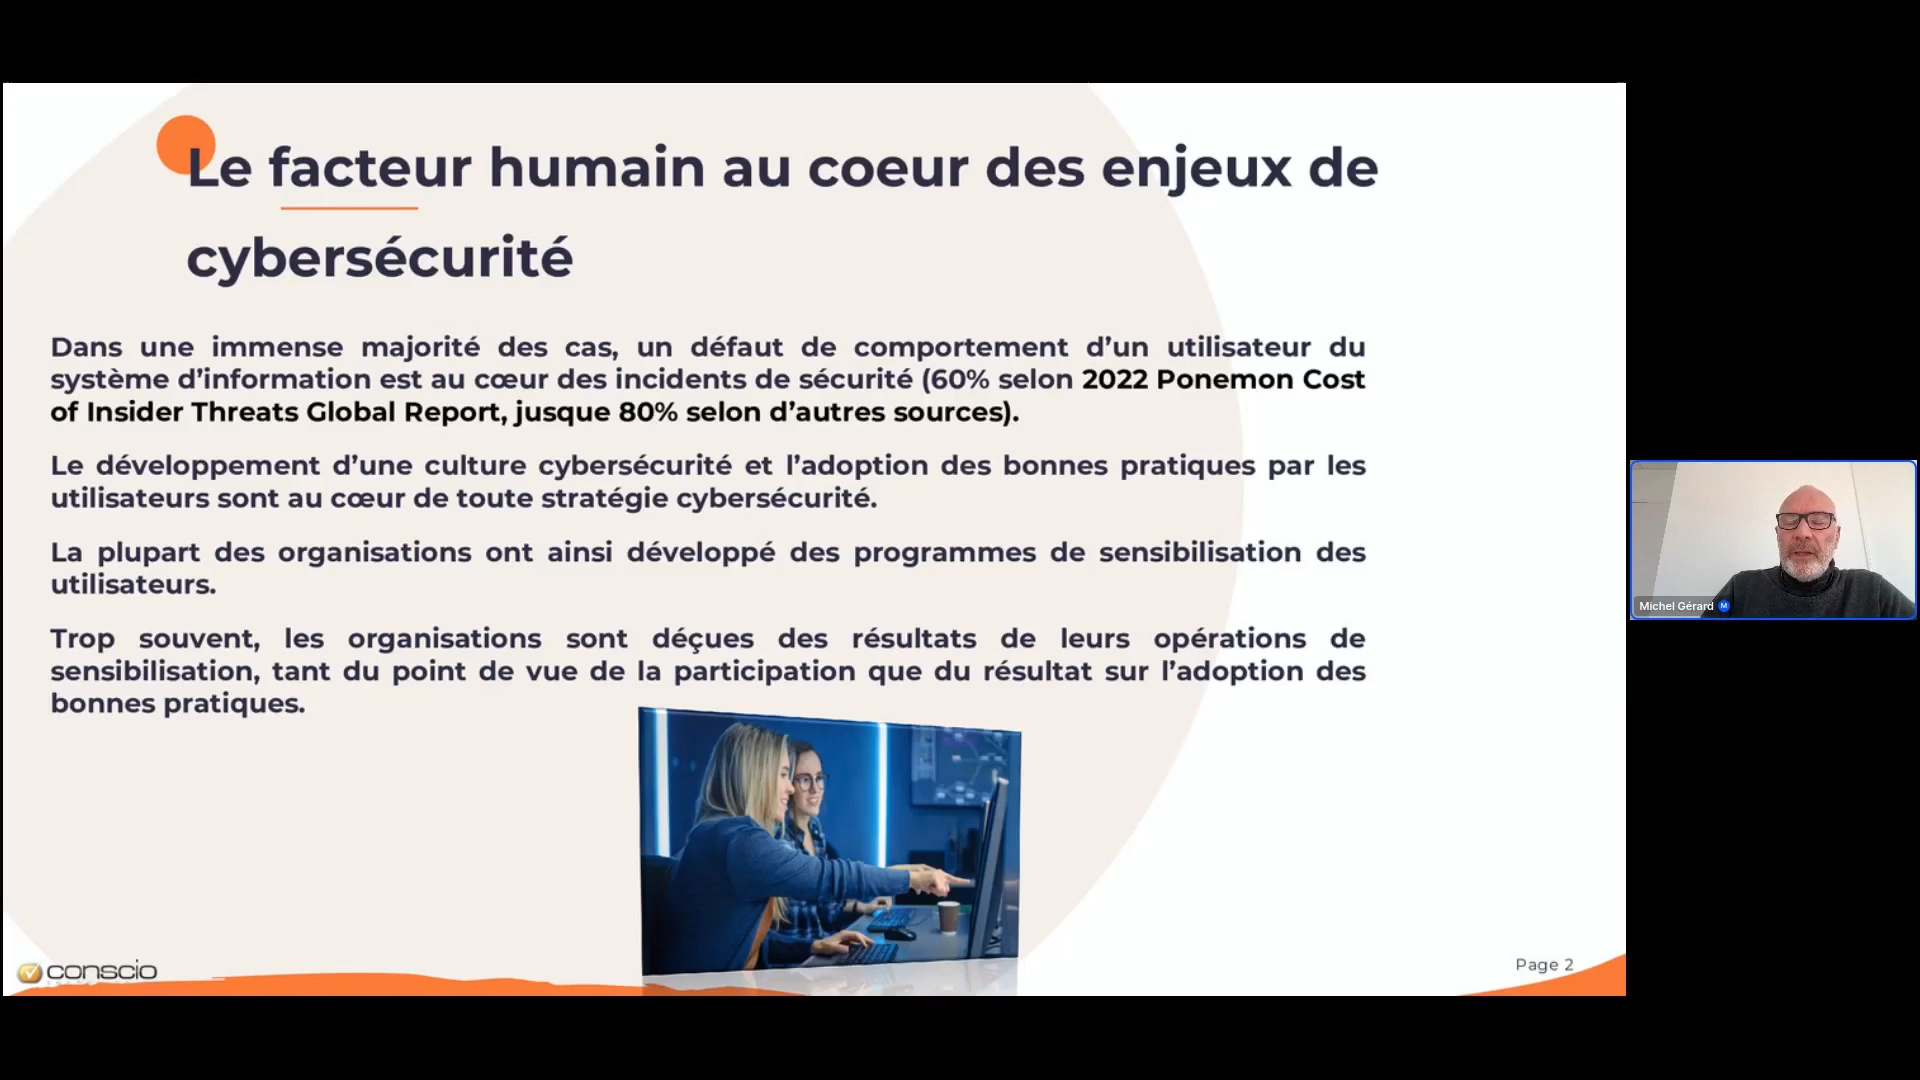 Le facteur humain au coeur des enjeux de
cybersécurité
Dans une immense majorité des cas, un défaut de comportement d’un utilisateur du
système d’information est au cœur des incidents de sécurité (60% selon 2022 Ponemon Cost
of Insider Threats Global Report, jusque 80% selon d’autres sources).
Le développement d’une culture cybersécurité et l’adoption des bonnes pratiques par les
utilisateurs sont au cœur de toute stratégie cybersécurité.
La plupart des organisations ont ainsi développé des programmes de sensibilisation des
utilisateurs.
Trop souvent, les organisations sont déçues des résultats de leurs opérations de
sensibilisation, tant du point de vue de la participation que du résultat sur l’adoption des
bonnes pratiques.
conscio
Page 2
Michel Gérard M